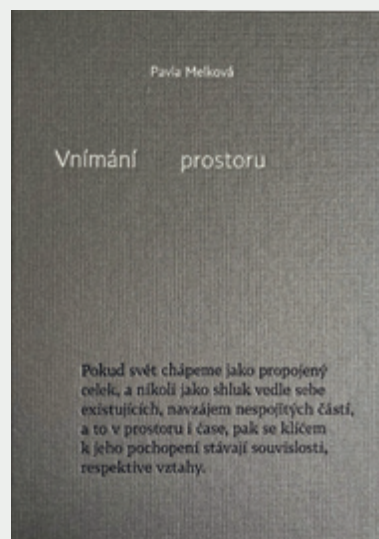 Pavla Melková
Vnímání prostoru
Pokud svět chápeme jako propojený
celek, a nikoli jako shluk vedle sebe
existujících, navzájem nespojitých částí,
a to v prostoru i čase, pak se klíčem
k jeho pochopení stávají souvislosti,
respektive vztahy.